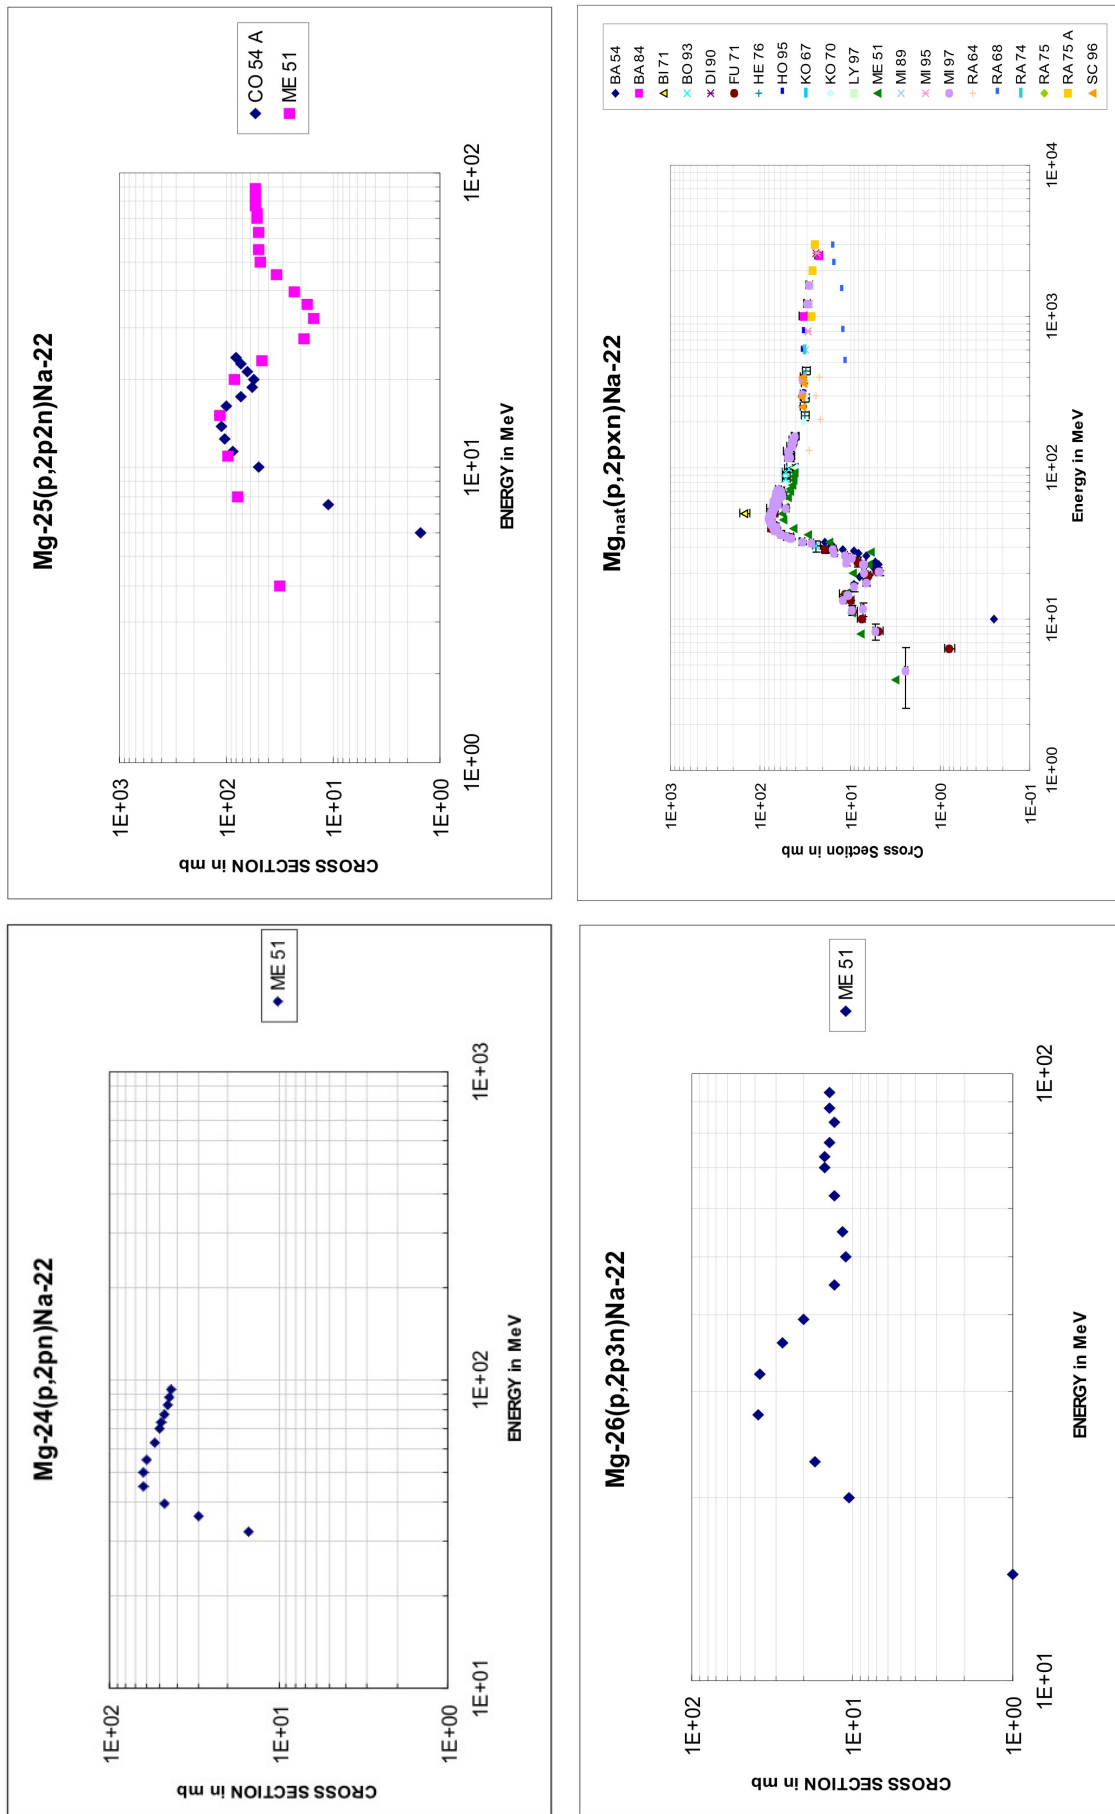 Mg-24(p,2pn)Na-22
CROSS SECTION in mb
1E+02
1E+01
1E+00
1E+01
1E+02
1E+03
ENERGY in MeV
ME 51
Mg-25(p,2p2n)Na-22
CROSS SECTION in mb
1E+03
1E+02
1E+01
1E+00
1E+00
1E+01
1E+02
ENERGY in MeV
CO 54 A
ME 51
Mg-26(p,2p3n)Na-22
CROSS SECTION in mb
1E+02
1E+01
1E+00
1E+01
1E+02
ENERGY in MeV
ME 51
Mgnat(p,2pxn)Na-22
Cross Section in mb
1E+03
1E+02
1E+01
1E+00
1E-01
1E+00
1E+01
1E+02
1E+03
1E+04
Energy in MeV
BA 54
BA 84
BI 71
BO 93
DI 90
FU 71
HE 76
HO 95
KO 67
KO 70
LY 97
ME 51
MI 89
MI 95
MI 97
RA 64
RA 68
RA 74
RA 75
RA 75 A
SC 96